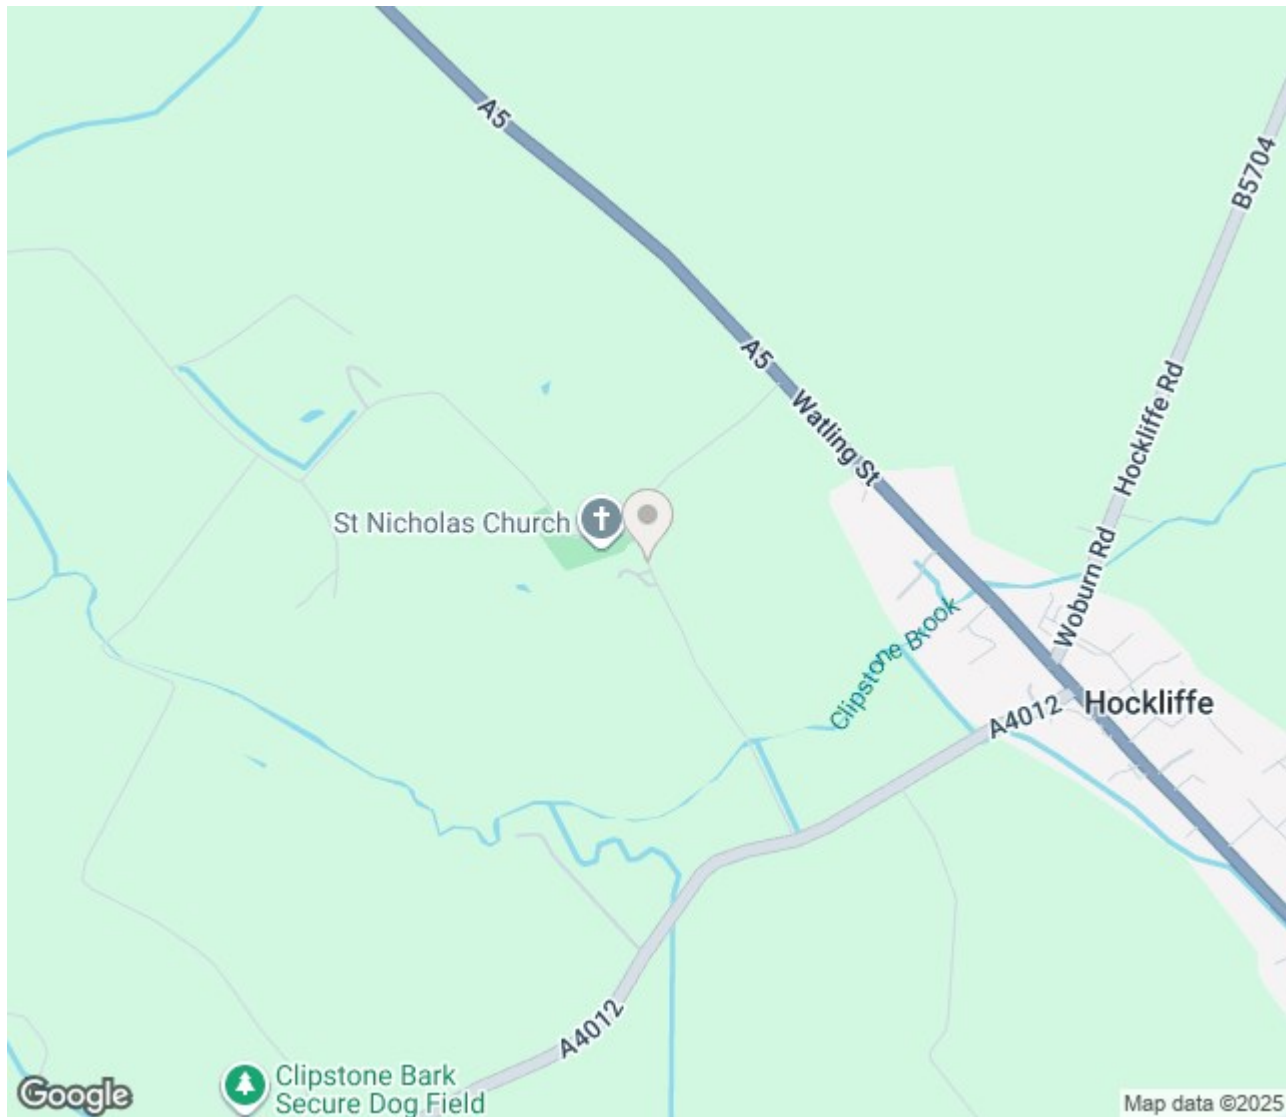 A5
B5704
A5
Watling St
Hockliffe Rd
St Nicholas Church
Woburn Rd
Clipstone Brook
Hockliffe
A4012
A4012
Clipstone Bark
Secure Dog Field
Google
Map data ©2025